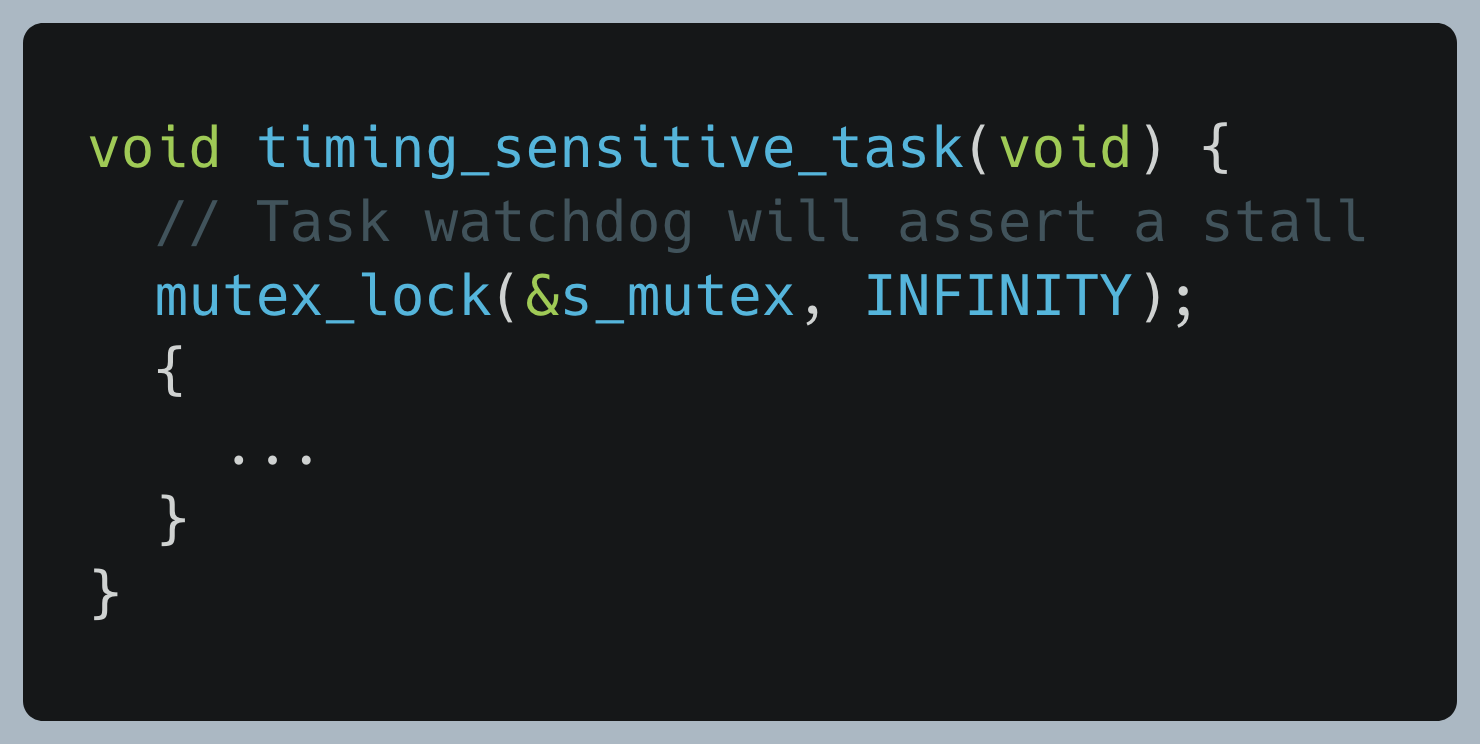 void timing_sensitive_task(void) {
  // Task watchdog will assert a stall
  mutex_lock(&s_mutex, INFINITY);
  {
    ...
  }
}